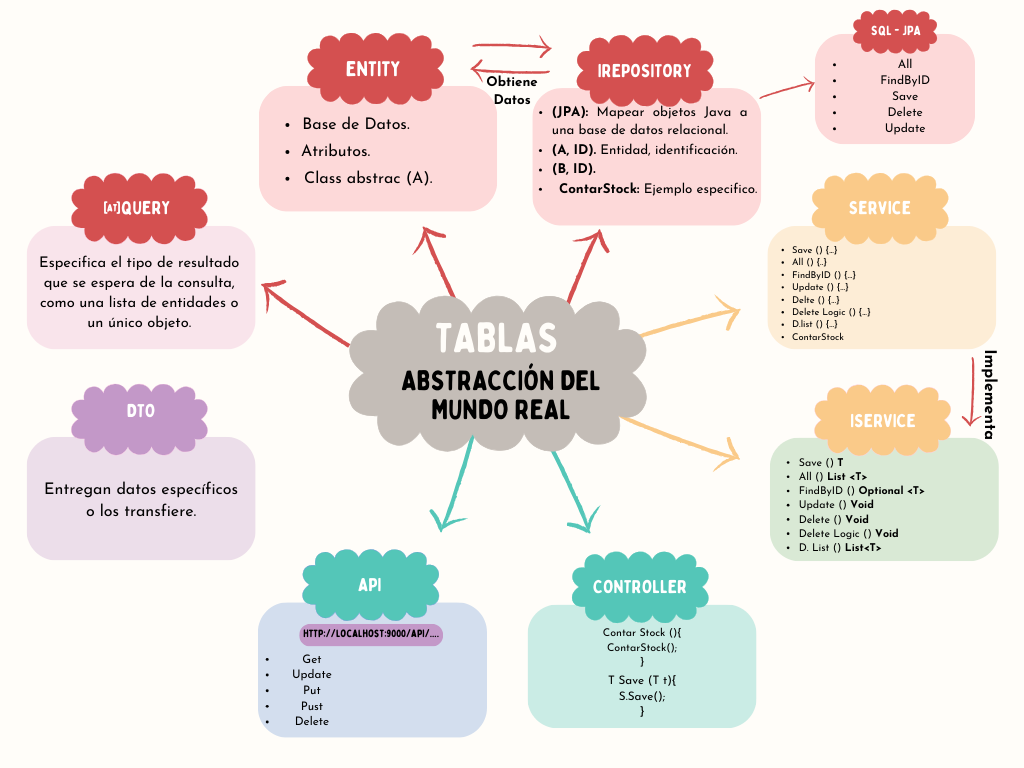 SQL - JPA
• All
• FindByID
• Save
• Delete
• Update
ENTITY
Obtiene
Datos
IREPOSITORY
• Base de Datos.
• Atributos.
• Class abstrac (A).
• (JPA): Mapear objetos Java a
una base de datos relacional.
• (A, ID). Entidad, identificación.
• (B, ID).
• ContarStock: Ejemplo especifico.
[AT]QUERY
Especifica el tipo de resultado
que se espera de la consulta,
como una lista de entidades o
un único objeto.
SERVICE
• Save () {...}
• All () {..}
• FindByID () {...}
• Update () {...}
• Delte () {...}
• Delete Logic () {...}
• D.list () {...}
• ContarStock
TABLAS
ABSTRACCIÓN DEL
MUNDO REAL
Implementa
DTO
Entregan datos específicos
o los transfiere.
ISERVICE
• Save () T
• All () List <T>
• FindByID () Optional <T>
• Update () Void
• Delete () Void
• Delete Logic () Void
• D. List () List<T>
API
HTTP://LOCALHOST:9000/API/....
• Get
• Update
• Put
• Pust
• Delete
CONTROLLER
Contar Stock (){
ContarStock();
}
T Save (T t){
S.Save();
}